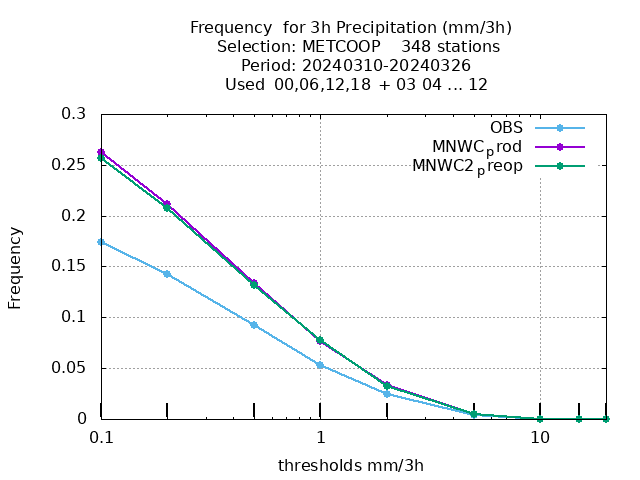 Frequency  for 3h Precipitation (mm/3h)
Selection: METCOOP    348 stations
Period: 20240310-20240326
Used  00,06,12,18 + 03 04 ... 12
OBS
MNWCprod
MNWC2preop
Frequency
0.3
0.25
0.2
0.15
0.1
0.05
0
0.1 1 10
thresholds mm/3h